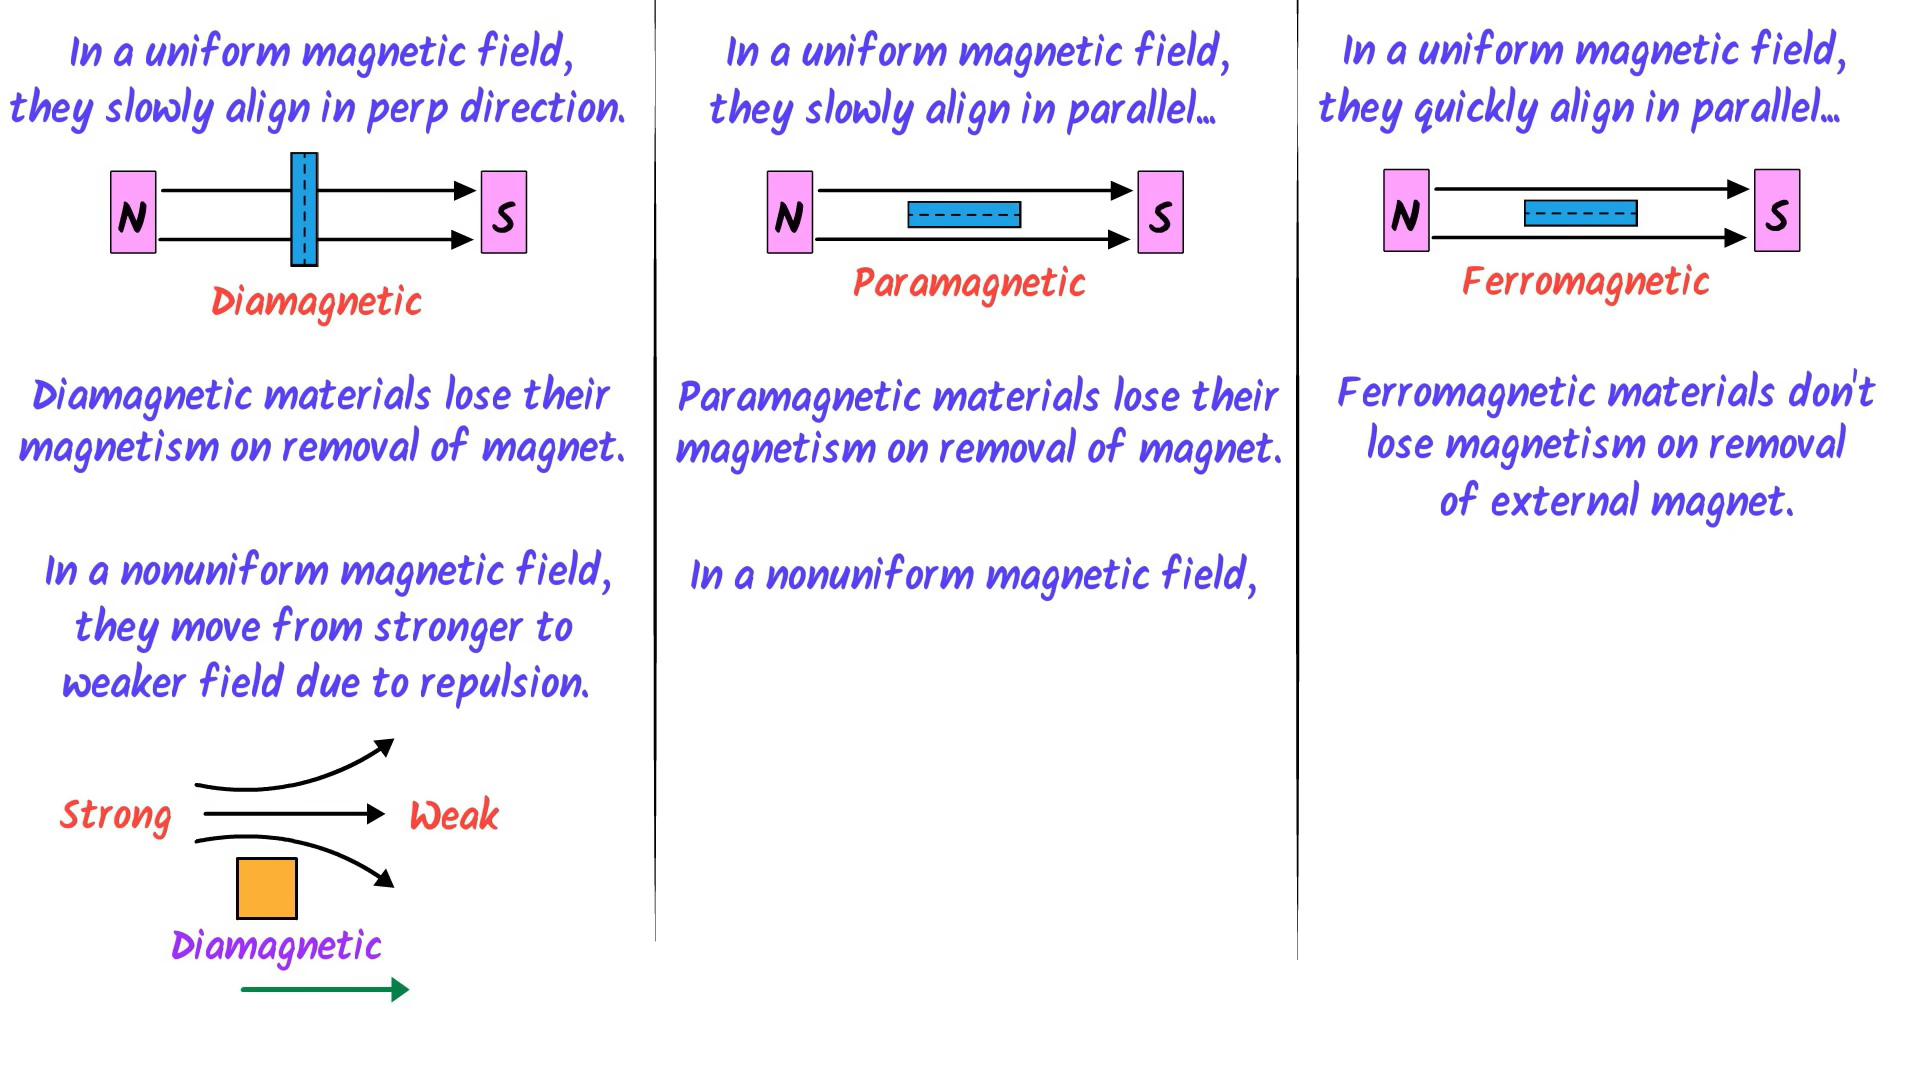 In a uniform magnetic field,
they slowly align in perp direction.
N
S
Diamagnetic
Diamagnetic materials lose their
magnetism on removal of magnet.
In a nonuniform magnetic field,
they move from stronger to
weaker field due to repulsion.
Strong
Weak
Diamagnetic
In a uniform magnetic field,
they slowly align in parallel...
N
S
Paramagnetic
Paramagnetic materials lose their
magnetism on removal of magnet.
In a nonuniform magnetic field,
In a uniform magnetic field,
they quickly align in parallel...
N
S
Ferromagnetic
Ferromagnetic materials don't
lose magnetism on removal
of external magnet.